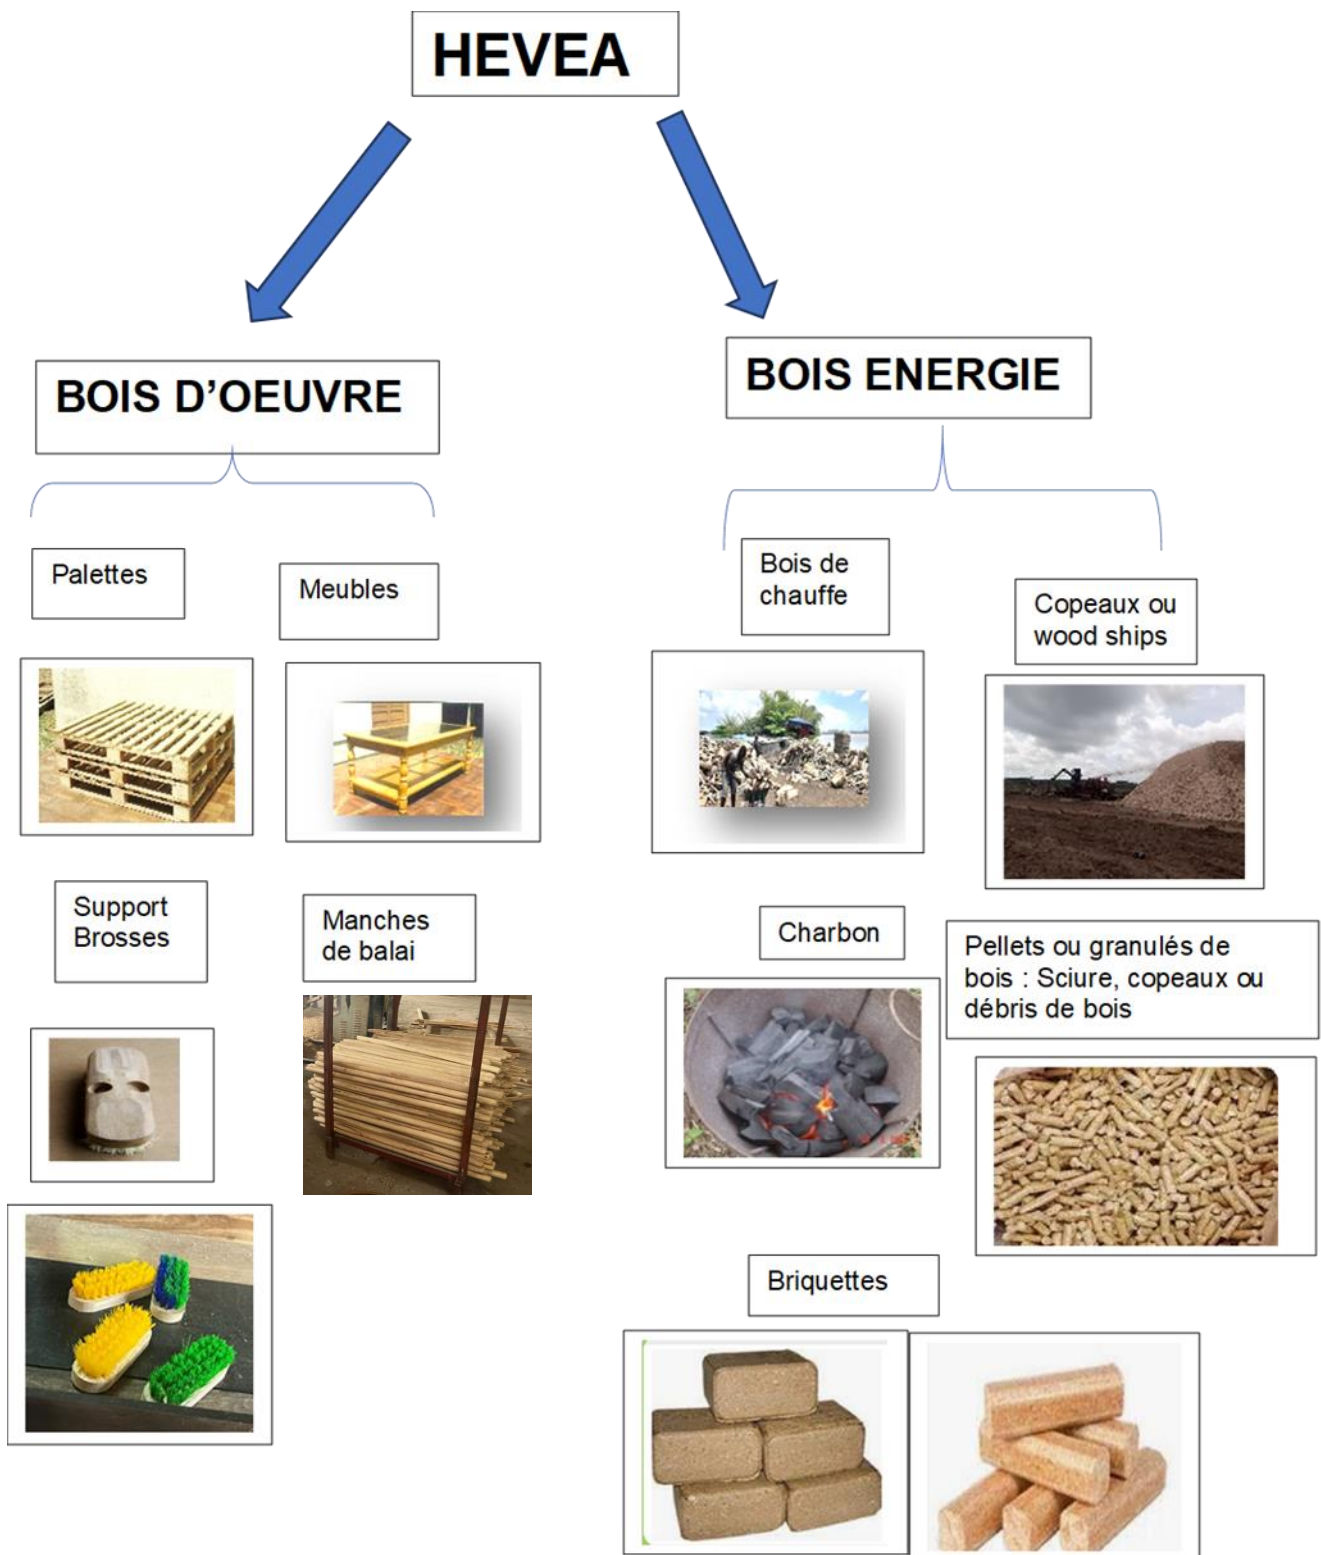 HEVEA
BOIS D’OEUVRE
BOIS ENERGIE
Palettes
Meubles
Bois de
chauffe
Copeaux ou
wood ships
Support
Brosses
Manches
de balai
Charbon
Pellets ou granulés de
bois : Sciure, copeaux ou
débris de bois
Briquettes